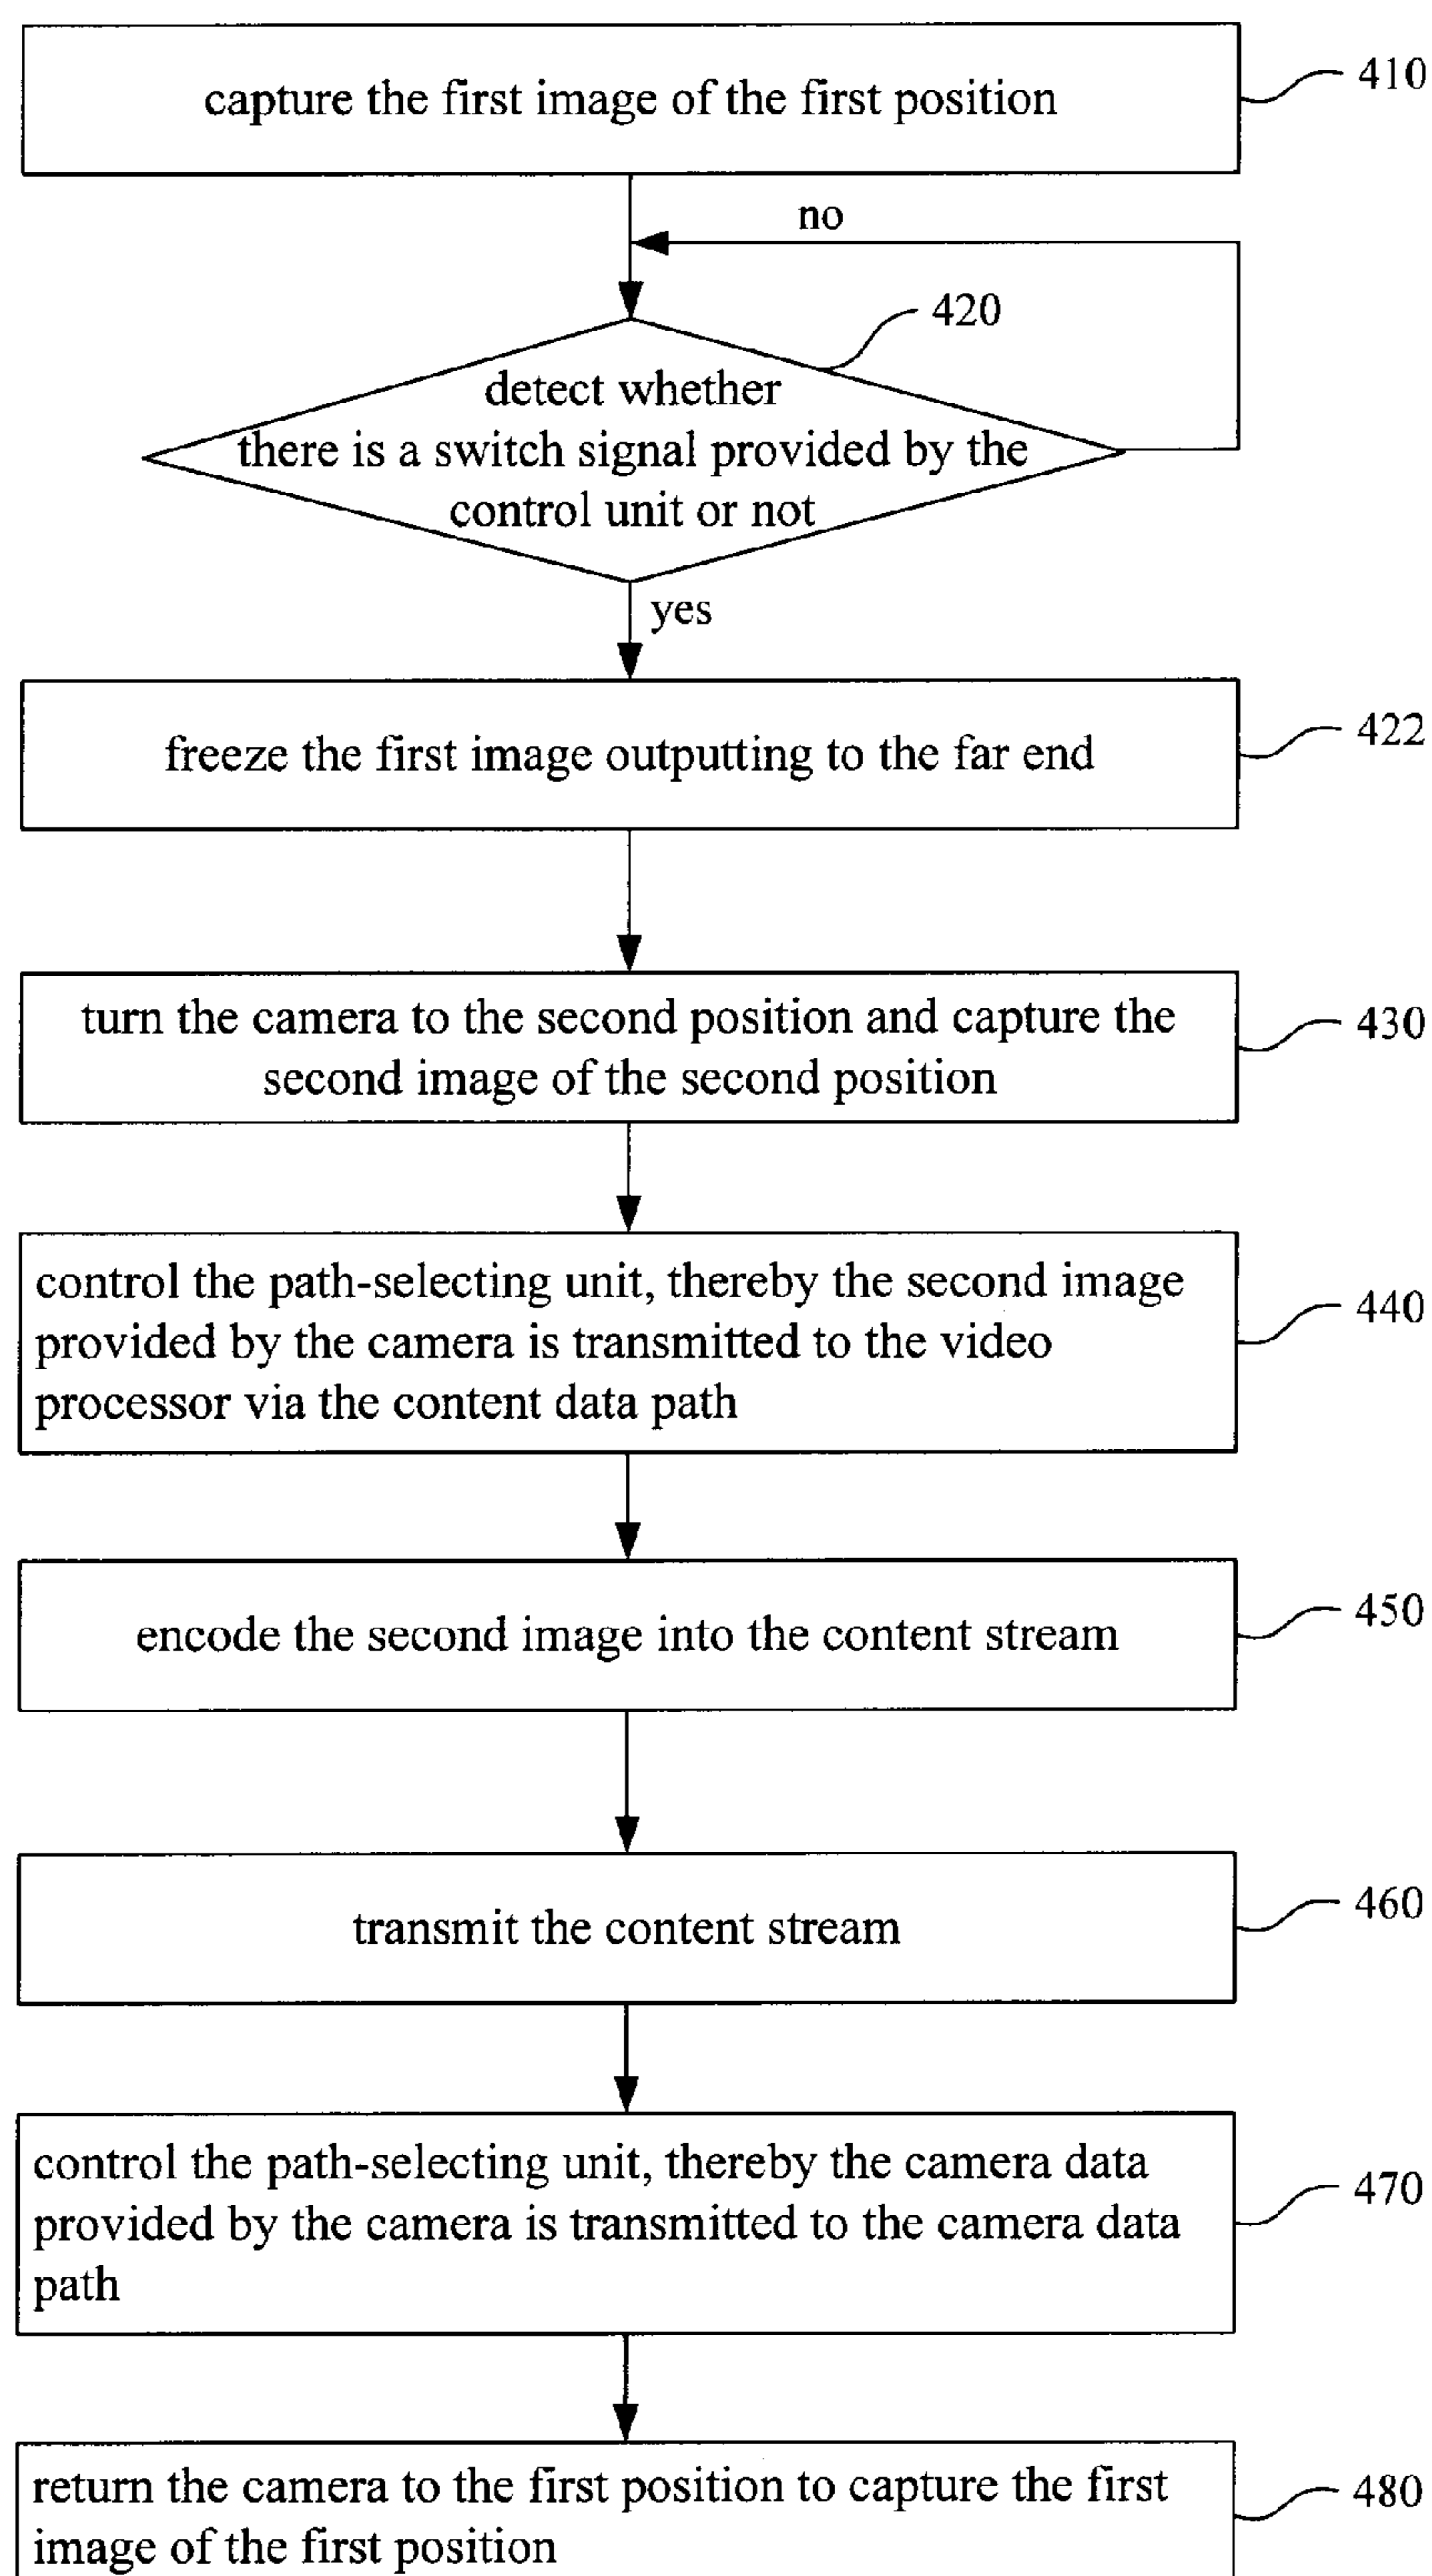 capture the first image of the first position
410
no
420
detect whether
there is a switch signal provided by the
control unit or not
yes
freeze the first image outputting to the far end
422
turn the camera to the second position and capture the
second image of the second position
430
control the path-selecting unit, thereby the second image
provided by the camera is transmitted to the video
processor via the content data path
440
encode the second image into the content stream
450
transmit the content stream
460
control the path-selecting unit, thereby the camera data
provided by the camera is transmitted to the camera data
path
470
return the camera to the first position to capture the first
image of the first position
480